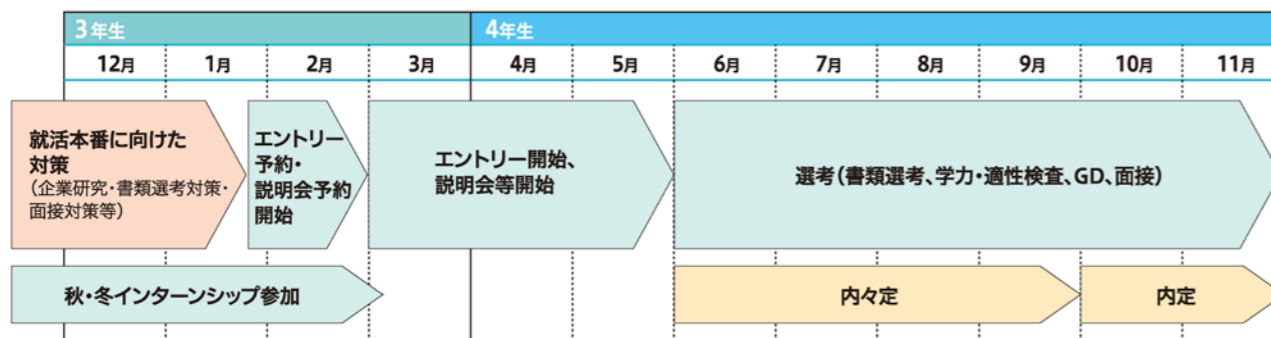 3年生
4年生
12月
1月
2月
3月
4月
5月
6月
7月
8月
9月
10月
11月
就活本番に向けた
対策
（企業研究・書類選考対策・
面接対策等）
エントリー
予約・
説明会予約
開始
エントリー開始、
説明会等開始
選考（書類選考、学力・適性検査、GD、面接）
秋・冬インターンシップ参加
内々定
内定